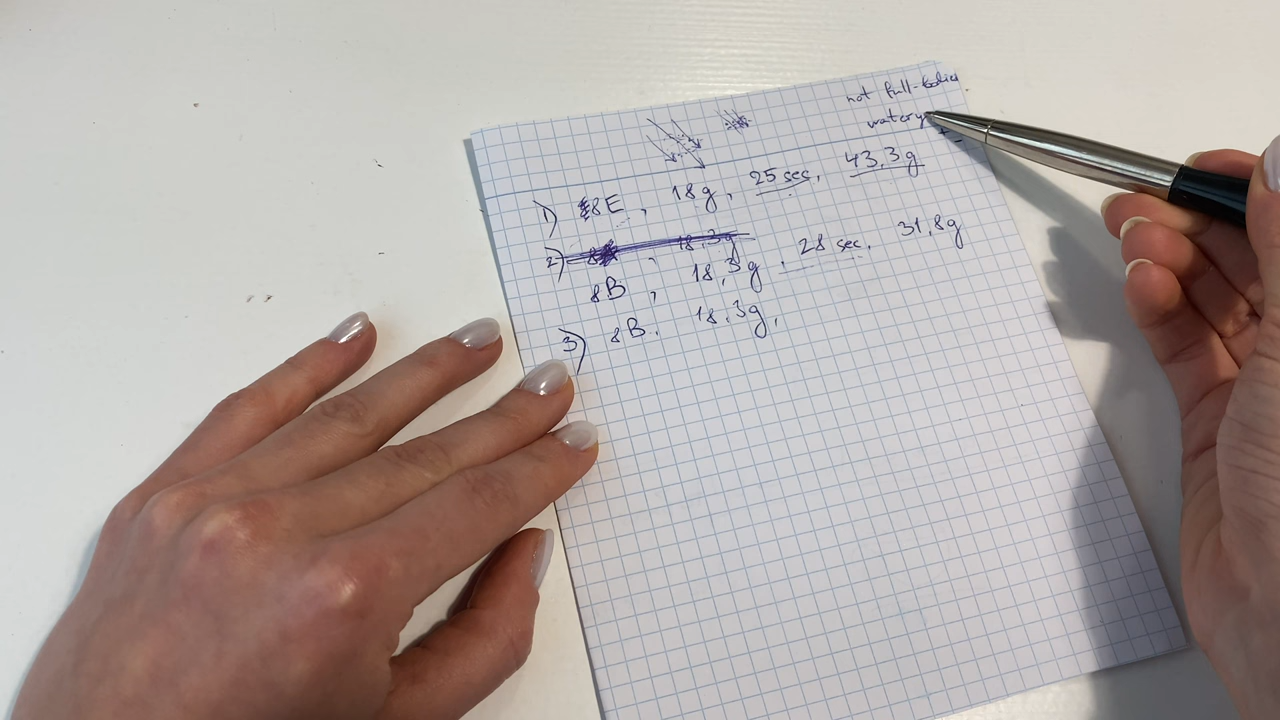 not full-bodied
watery
1) 8E, 18g, 25 sec, 43,3g
2) 18,3g
8B, 18,3g, 28 sec, 31,8g
3) 8B, 18,3g,